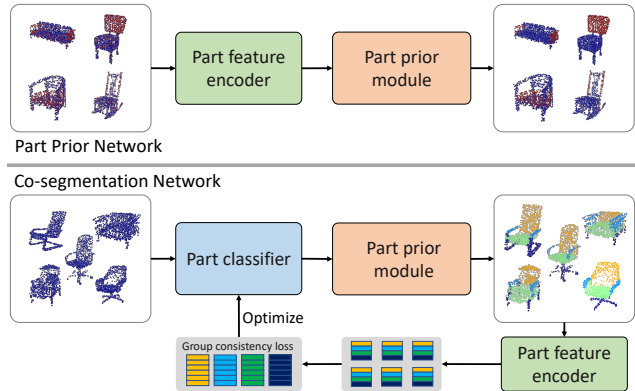 Part feature
encoder
Part prior
module
Part Prior Network
Co-segmentation Network
Part classifier
Part prior
module
Optimize
Group consistency loss
Part feature
encoder